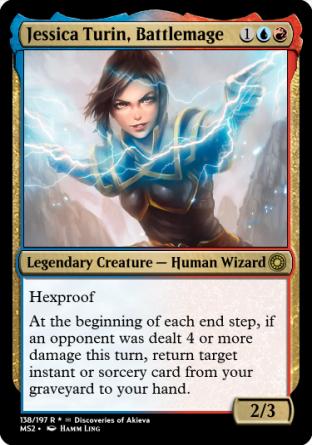 Jessica Turin, Battlemage 1
Legendary Creature — Human Wizard
Hexproof
At the beginning of each end step, if
an opponent was dealt 4 or more
damage this turn, return target
instant or sorcery card from your
graveyard to your hand.
2/3
138/197 R * = Discoveries of Akieva
MS2 • Hamm Ling